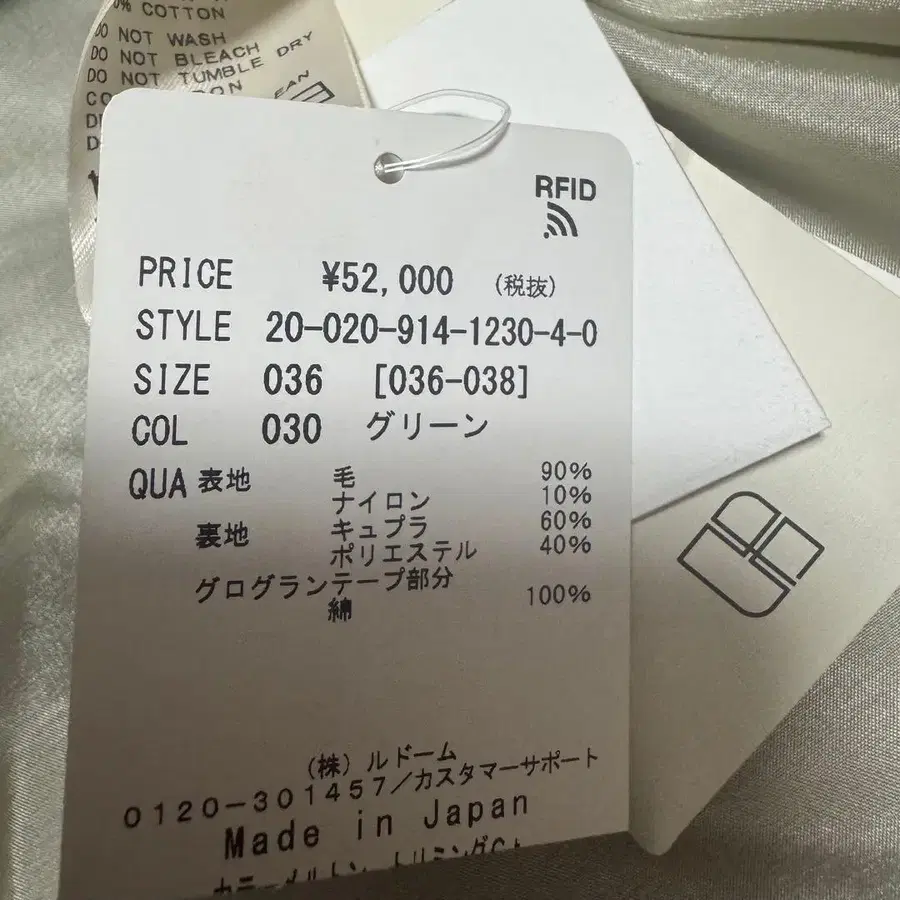 % COTTON
DO NOT WASH
DO NOT BLEACH
DO NOT TUMBLE DRY
RFID
PRICE ¥52,000 (税抜)
STYLE 20-020-914-1230-4-0
SIZE 036 [036-038]
COL 030 グリーン
QUA 表地 毛 90%
ナイロン 10%
裏地 キュプラ 60%
ポリエステル 40%
グログランテープ部分
綿 100%
(株)ルドーム
0120-301457/カスタマーサポート
Made in Japan